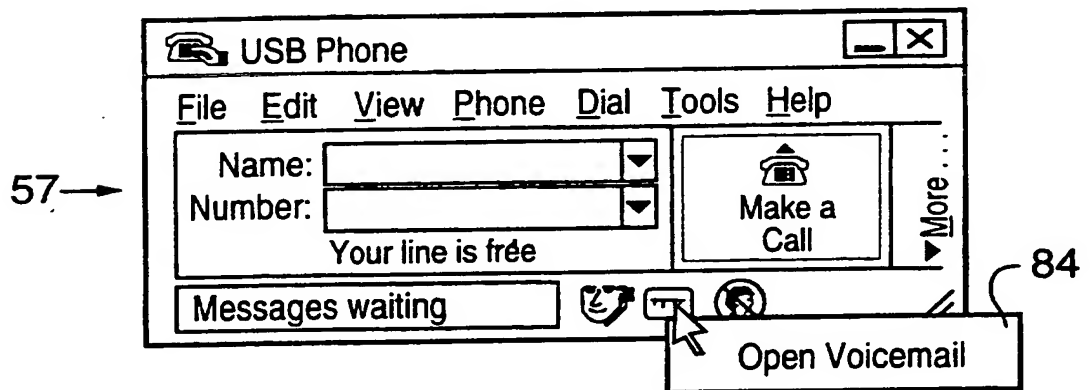 USB Phone
File Edit View Phone Dial Tools Help
Name:
Number:
Your line is free
Make a
Call
More...
57
84
Messages waiting
Open Voicemail